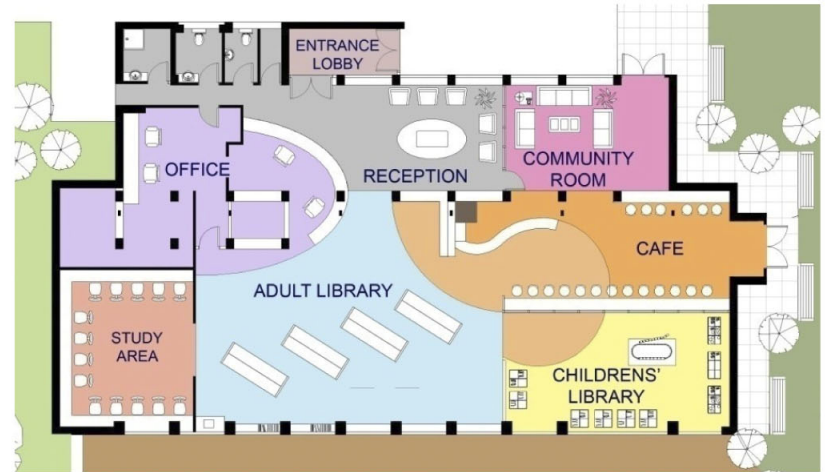 ENTRANCE
LOBBY
OFFICE
RECEPTION
COMMUNITY
ROOM
CAFE
ADULT LIBRARY
STUDY
AREA
CHILDRENS'
LIBRARY